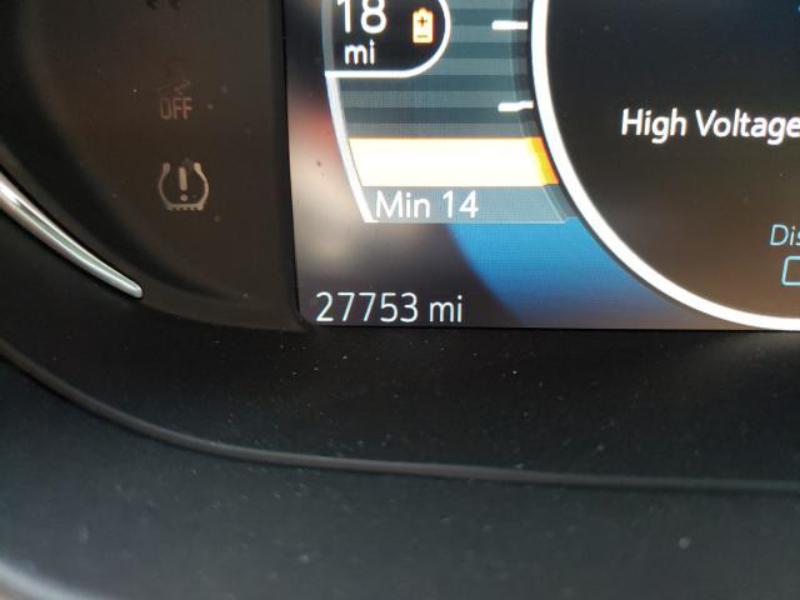 18
mi
OFF
High Voltage
Min 14
Dis
27753 mi